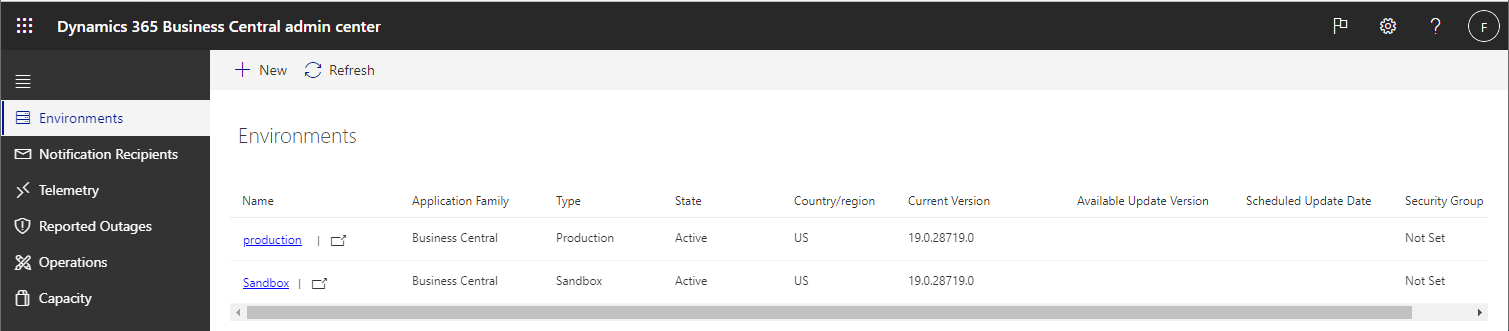 Dynamics 365 Business Central admin center
F
New Refresh
Environments
Notification Recipients
Telemetry
Reported Outages
Operations
Capacity
Environments
Name Application Family Type State Country/region Current Version Available Update Version Scheduled Update Date Security Group
production | Business Central Production Active US 19.0.28719.0 Not Set
Sandbox | Business Central Sandbox Active US 19.0.28719.0 Not Set